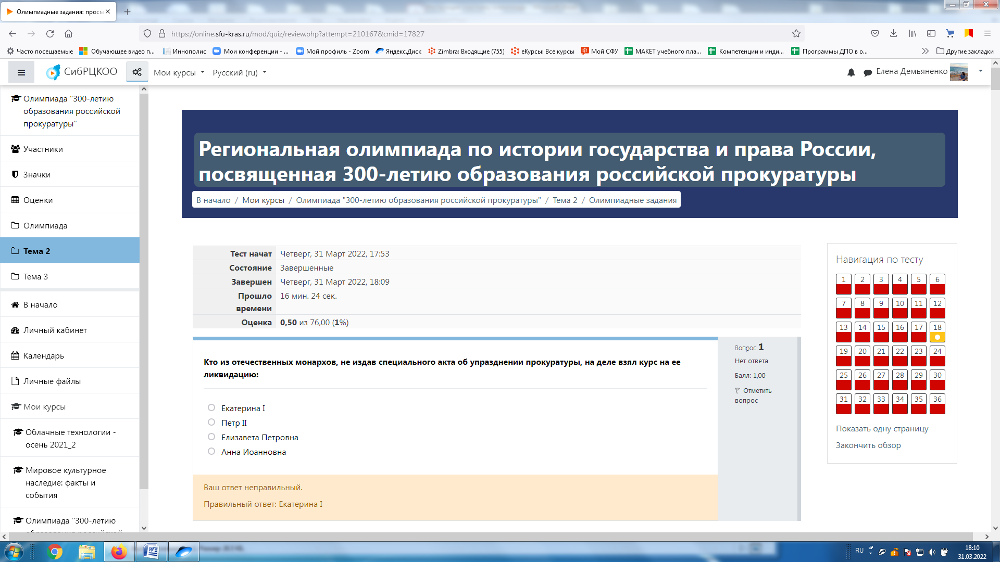 Олимпиадные задания: просм
https://online.sfu-kras.ru/mod/quiz/review.php?attempt=210167&cmid=17827
Часто посещаемые
Обучающее видео п...
Иннополис
Мои конференции - ...
Мой профиль - Zoom
Яндекс.Диск
Zimbra: Входящие (755)
еКурсы: Все курсы
Мой СФУ
МАКЕТ учебного пла...
Компетенции и инди...
Программы ДПО в о...
Другие закладки
СибРЦКОО
Мои курсы
Русский (ru)
Елена Демьяненко
Олимпиада "300-летию
образования российской
прокуратуры"
Участники
Значки
Оценки
Олимпиада
Тема 2
Тема 3
В начало
Личный кабинет
Календарь
Личные файлы
Мои курсы
Облачные технологии -
осень 2021_2
Мировое культурное
наследие: факты и
события
Олимпиада "300-летию
образования российской
Региональная олимпиада по истории государства и права России,
посвященная 300-летию образования российской прокуратуры
В начало / Мои курсы / Олимпиада "300-летию образования российской прокуратуры" / Тема 2 / Олимпиадные задания
Тест начат Четверг, 31 Март 2022, 17:53
Состояние Завершенные
Завершен Четверг, 31 Март 2022, 18:09
Прошло 16 мин. 24 сек.
времени
Оценка 0,50 из 76,00 (1%)
Кто из отечественных монархов, не издав специального акта об упразднении прокуратуры, на деле взял курс на ее
ликвидацию:
Екатерина I
Петр II
Елизавета Петровна
Анна Иоанновна
Ваш ответ неправильный.
Правильный ответ: Екатерина I
Вопрос 1
Нет ответа
Балл: 1,00
Отметить
вопрос
Навигация по тесту
1 2 3 4 5 6
7 8 9 10 11 12
13 14 15 16 17 18
19 20 21 22 23 24
25 26 27 28 29 30
31 32 33 34 35 36
Показать одну страницу
Закончить обзор
RU
18:10
31.03.2022